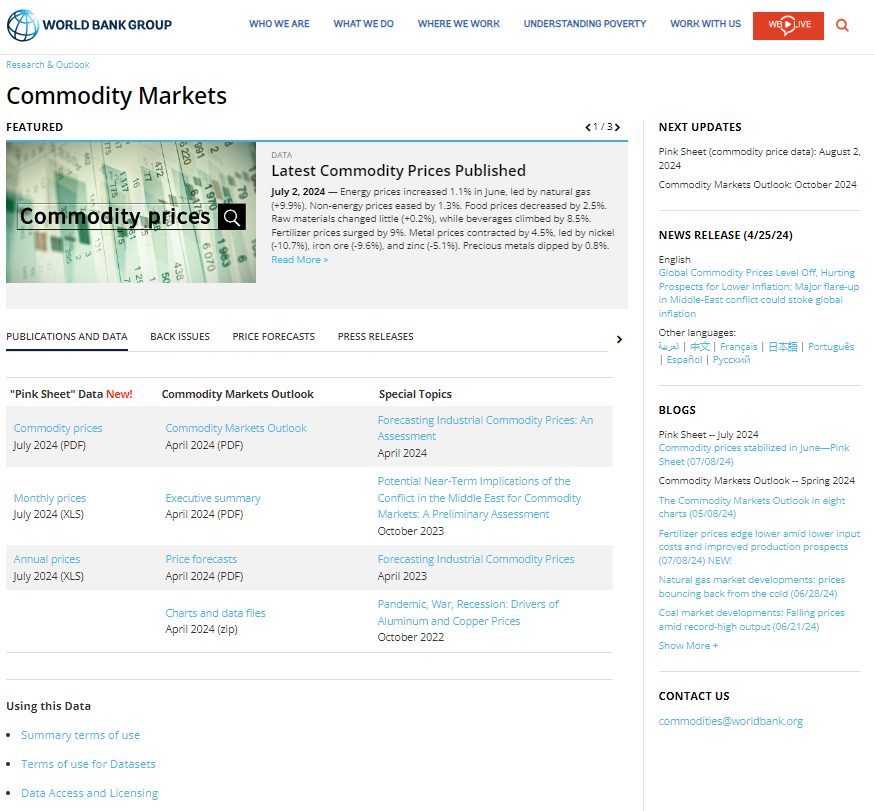 WORLD BANK GROUP
WHO WE ARE
WHAT WE DO
WHERE WE WORK
UNDERSTANDING POVERTY
WORK WITH US
WB LIVE
Research & Outlook
Commodity Markets
FEATURED
1 / 3
Commodity prices
DATA
Latest Commodity Prices Published
July 2, 2024 — Energy prices increased 1.1% in June, led by natural gas
(+9.9%). Non-energy prices eased by 1.3%. Food prices decreased by 2.5%.
Raw materials changed little (+0.2%), while beverages climbed by 8.5%.
Fertilizer prices surged by 9%. Metal prices contracted by 4.5%, led by nickel
(-10.7%), iron ore (-9.6%), and zinc (-5.1%). Precious metals dipped by 0.8%.
Read More »
PUBLICATIONS AND DATA
BACK ISSUES
PRICE FORECASTS
PRESS RELEASES
"Pink Sheet" Data New!
Commodity Markets Outlook
Special Topics
Commodity prices
July 2024 (PDF)
Commodity Markets Outlook
April 2024 (PDF)
Forecasting Industrial Commodity Prices: An
Assessment
April 2024
Monthly prices
July 2024 (XLS)
Executive summary
April 2024 (PDF)
Potential Near-Term Implications of the
Conflict in the Middle East for Commodity
Markets: A Preliminary Assessment
October 2023
Annual prices
July 2024 (XLS)
Price forecasts
April 2024 (PDF)
Forecasting Industrial Commodity Prices
April 2023
Charts and data files
April 2024 (zip)
Pandemic, War, Recession: Drivers of
Aluminum and Copper Prices
October 2022
Using this Data
Summary terms of use
Terms of use for Datasets
Data Access and Licensing
NEXT UPDATES
Pink Sheet (commodity price data): August 2,
2024
Commodity Markets Outlook: October 2024
NEWS RELEASE (4/25/24)
English
Global Commodity Prices Level Off, Hurting
Prospects for Lower Inflation; Major flare-up
in Middle-East conflict could stoke global
inflation
Other languages:
العربية | 中文 | Français | 日本語 | Português
| Español | Русский
BLOGS
Pink Sheet -- July 2024
Commodity prices stabilized in June—Pink
Sheet (07/08/24)
Commodity Markets Outlook -- Spring 2024
The Commodity Markets Outlook in eight
charts (05/08/24)
Fertilizer prices edge lower amid lower input
costs and improved production prospects
(07/08/24) NEW!
Natural gas market developments: prices
bouncing back from the cold (06/28/24)
Coal market developments: Falling prices
amid record-high output (06/21/24)
Show More +
CONTACT US
commodities@worldbank.org